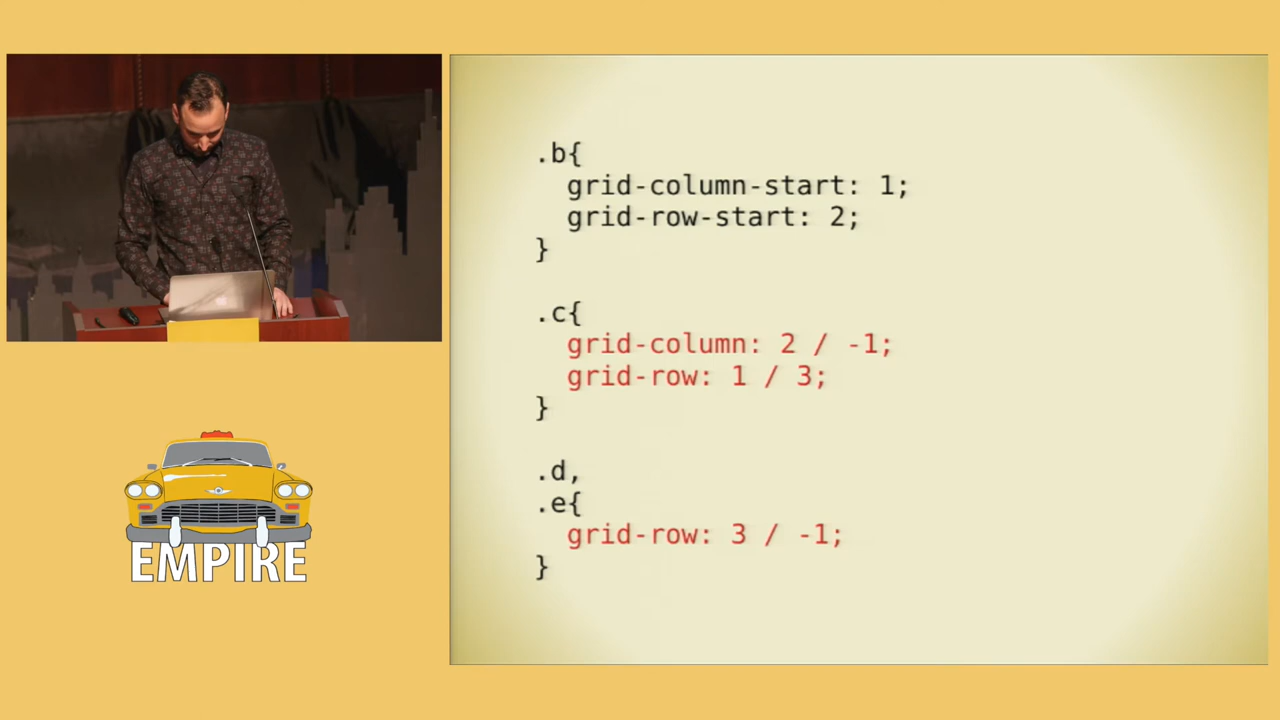 .b{
grid-column-start: 1;
grid-row-start: 2;
}
.c{
grid-column: 2 / -1;
grid-row: 1 / 3;
}
.d,
.e{
grid-row: 3 / -1;
}
EMPIRE